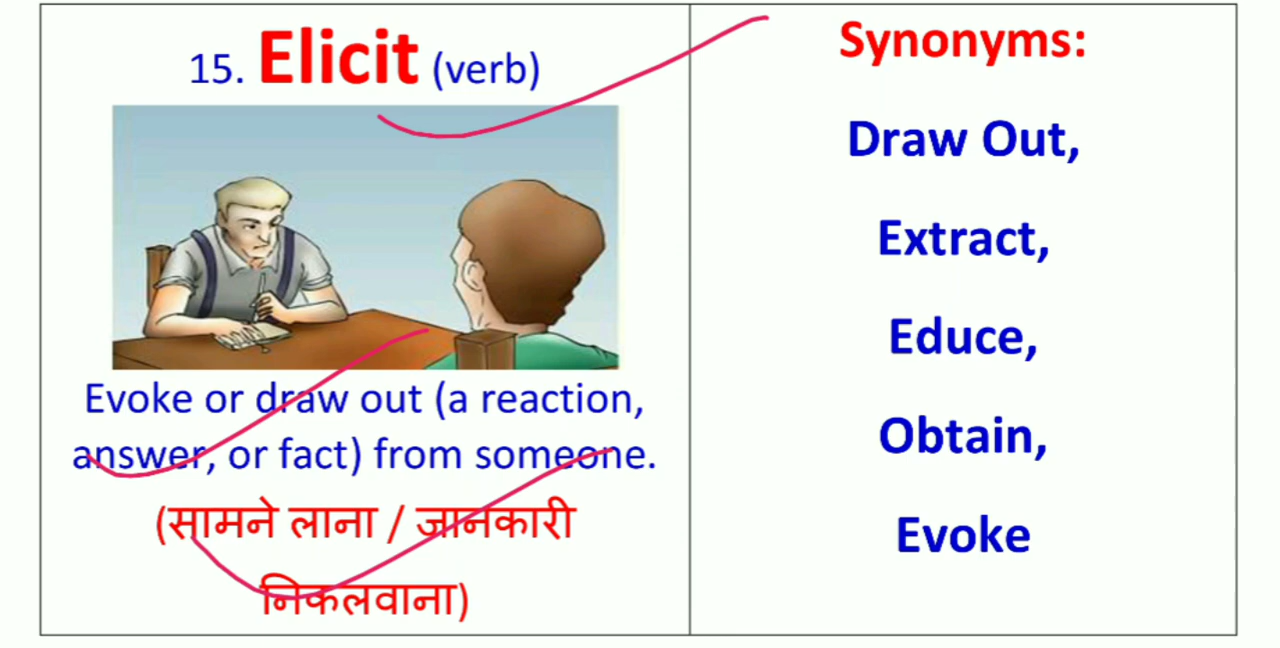 15. Elicit (verb)
Evoke or draw out (a reaction,
answer, or fact) from someone.
(सामने लाना / जानकारी
निकलवाना)
Synonyms:
Draw Out,
Extract,
Educe,
Obtain,
Evoke